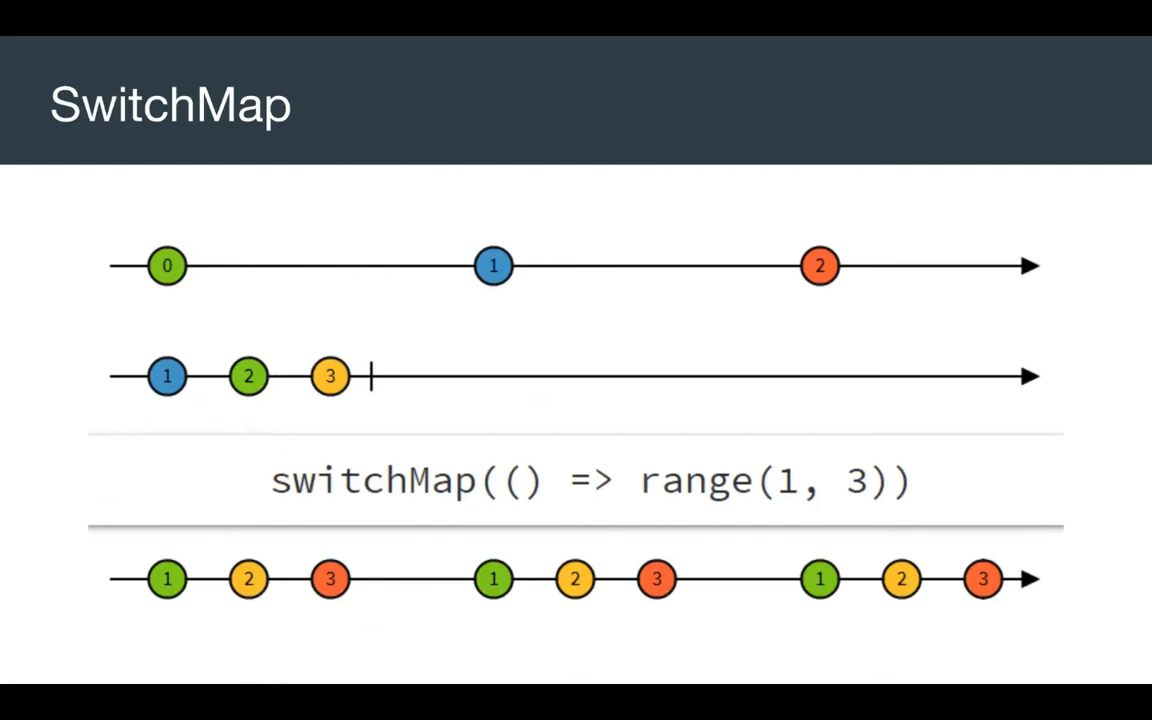 SwitchMap
0 1 2
1 2 3
switchMap(() => range(1, 3))
1 2 3 1 2 3 1 2 3